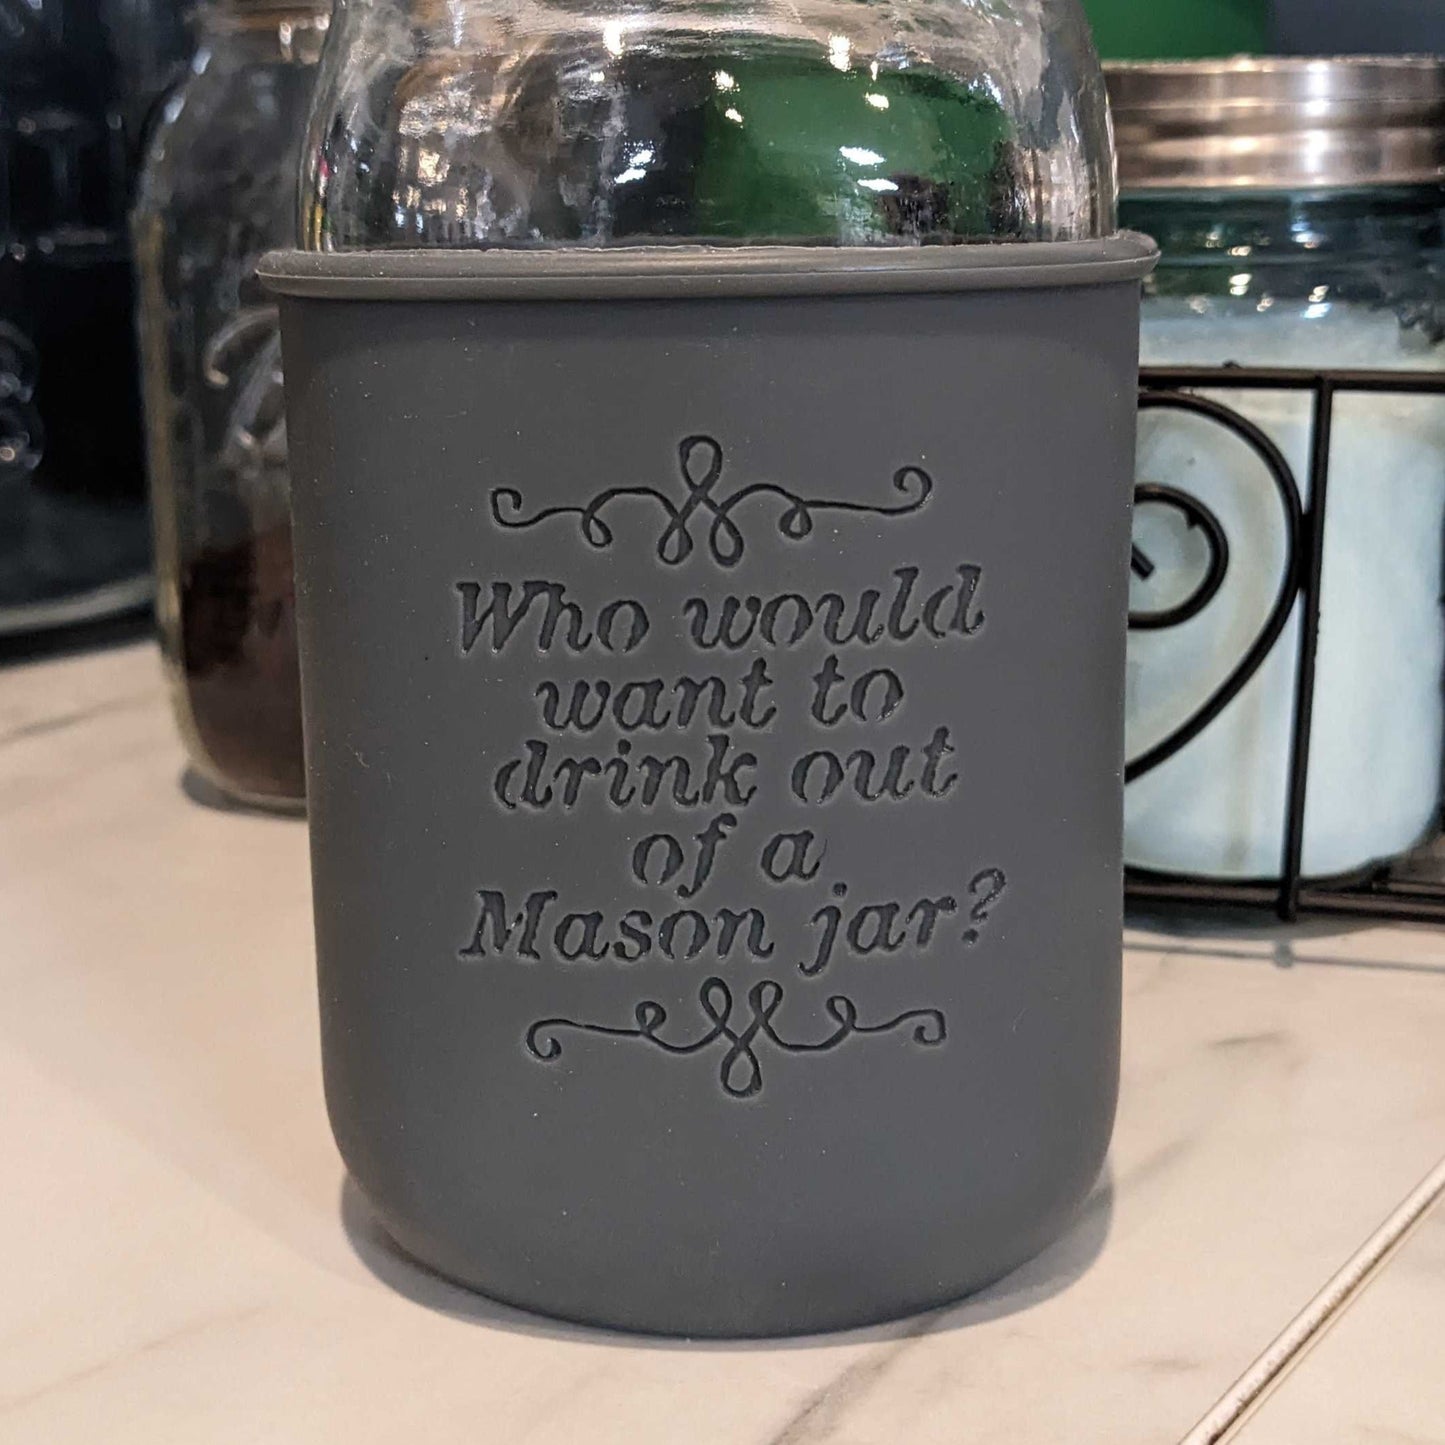 Who would
want to
drink out
of a
Mason jar?